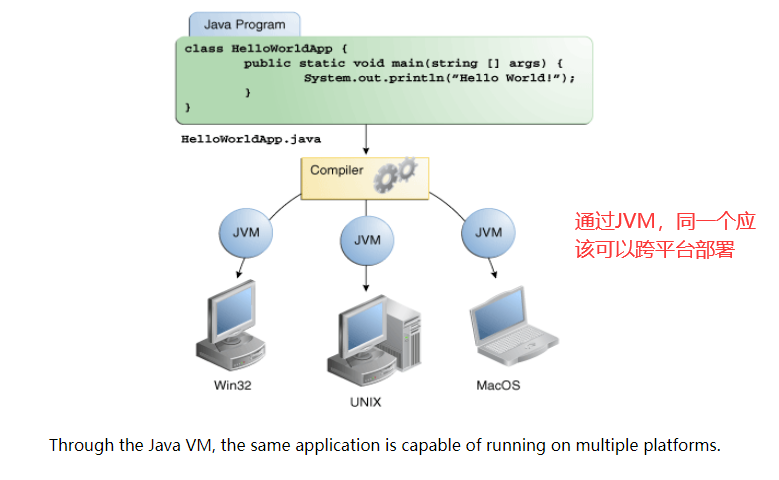 Java Program
class HelloWorldApp {
public static void main(string [] args) {
System.out.println(“Hello World!”);
}
}
HelloWorldApp.java
Compiler
JVM
JVM
JVM
通过JVM，同一个应
该可以跨平台部署
Win32
UNIX
MacOS
Through the Java VM, the same application is capable of running on multiple platforms.